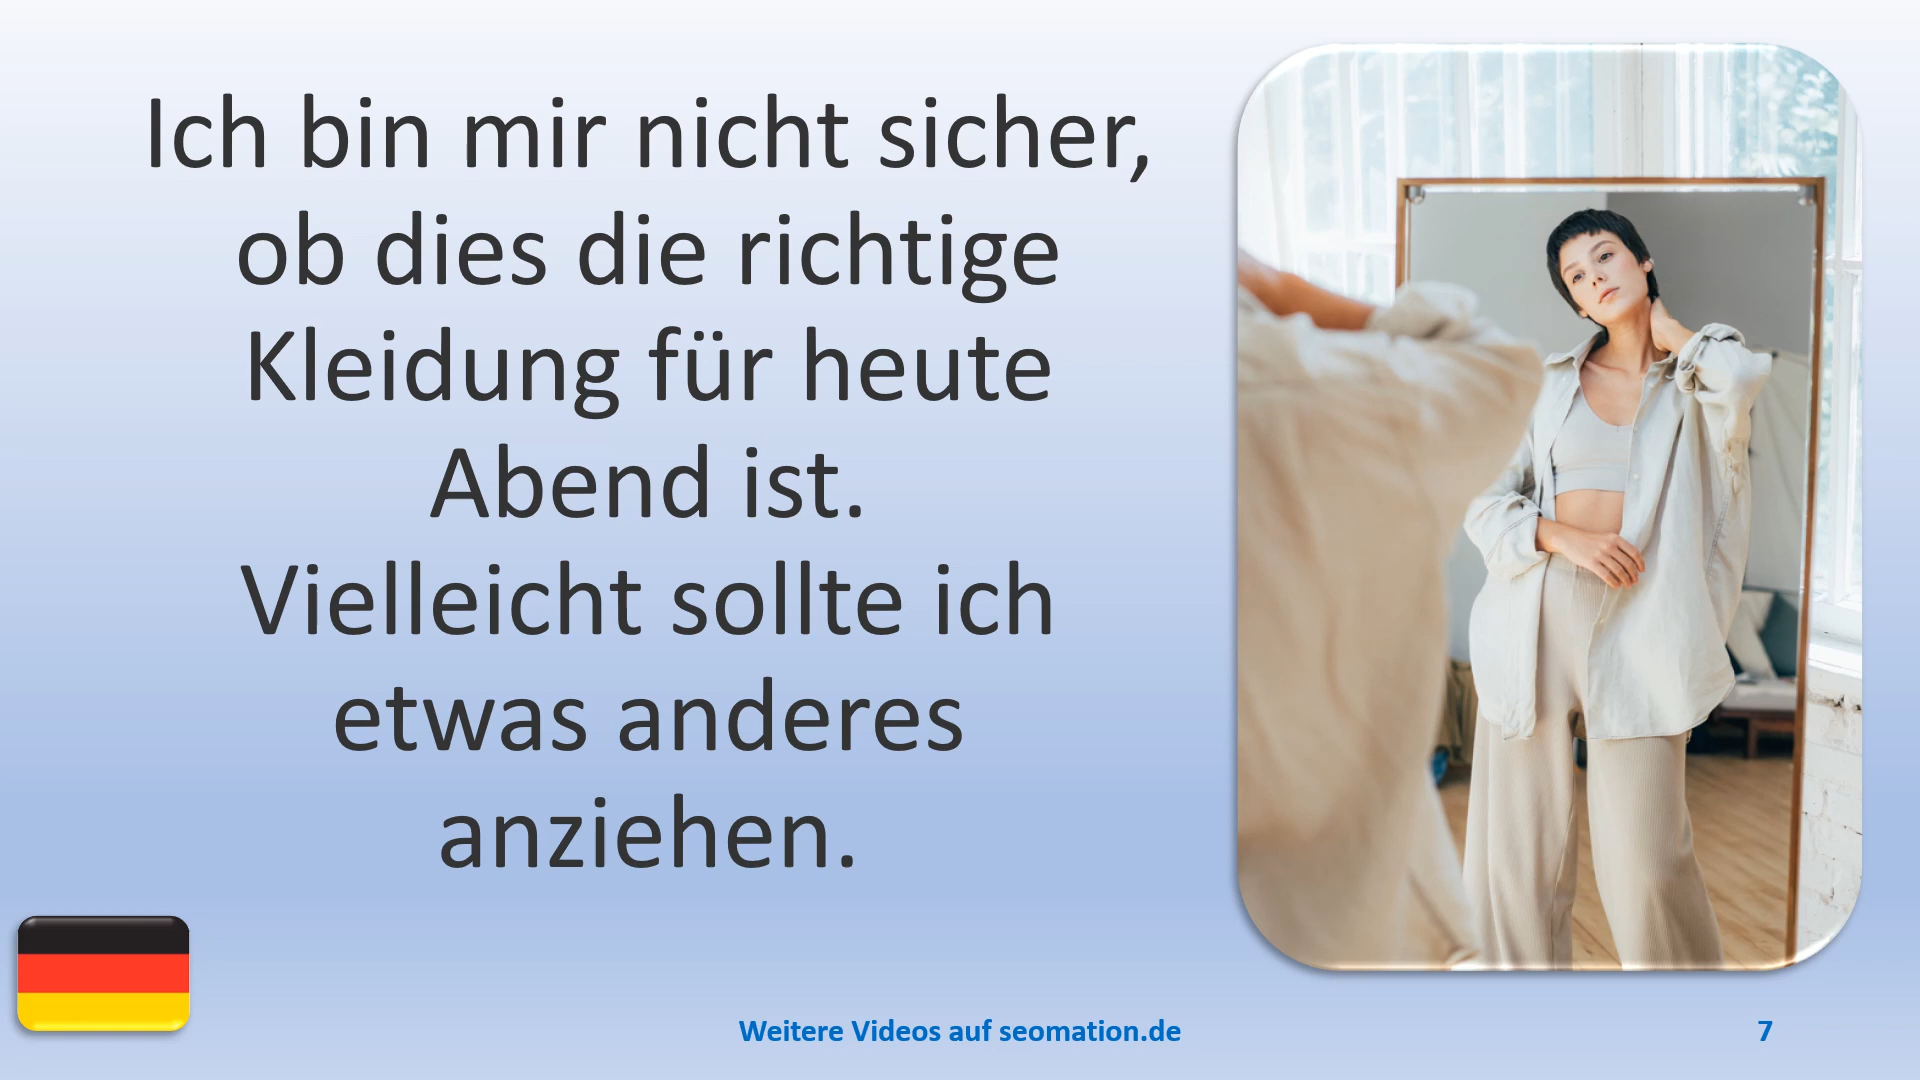 Ich bin mir nicht sicher,
ob dies die richtige
Kleidung für heute
Abend ist.
Vielleicht sollte ich
etwas anderes
anziehen.
Weitere Videos auf seomation.de
7